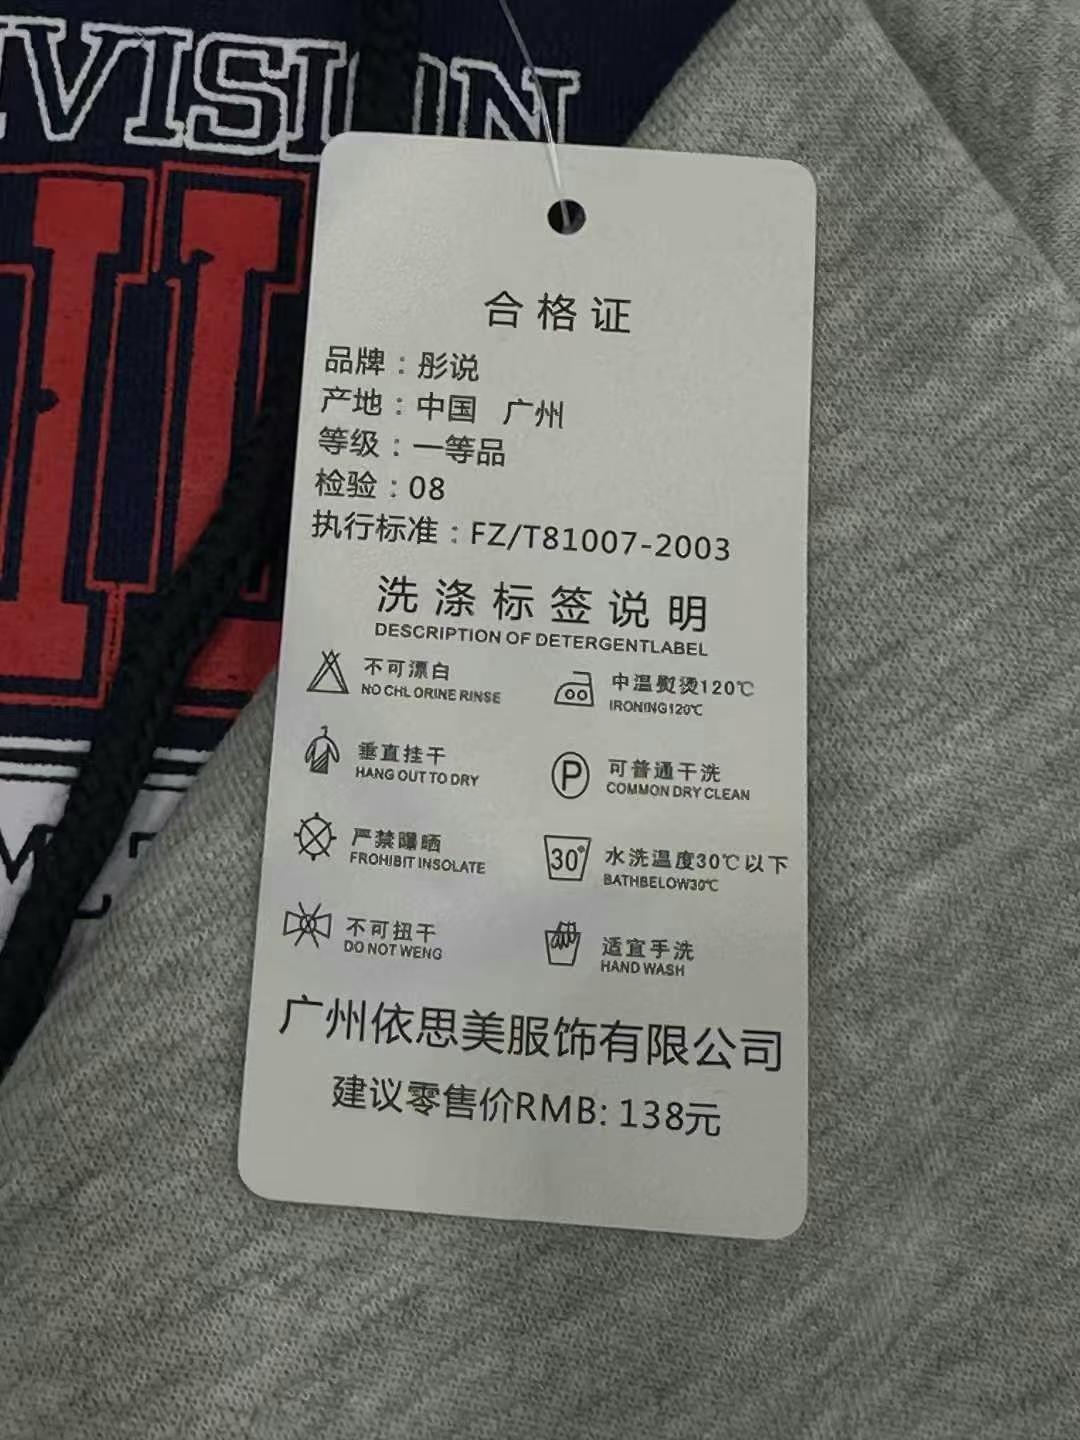 VISION
合格证
品牌：彤说
产地：中国 广州
等级：一等品
检验：08
执行标准：FZ/T81007-2003
洗涤标签说明
DESCRIPTION OF DETERGENTLABEL
不可漂白
NO CHL ORINE RINSE
中温熨烫120℃
IRONING120℃
垂直挂干
HANG OUT TO DRY
P
可普通干洗
COMMON DRY CLEAN
严禁曝晒
FROHIBIT INSOLATE
30°
水洗温度30℃以下
BATHBELOW30℃
不可扭干
DO NOT WENG
适宜手洗
HAND WASH
广州依思美服饰有限公司
建议零售价RMB: 138元